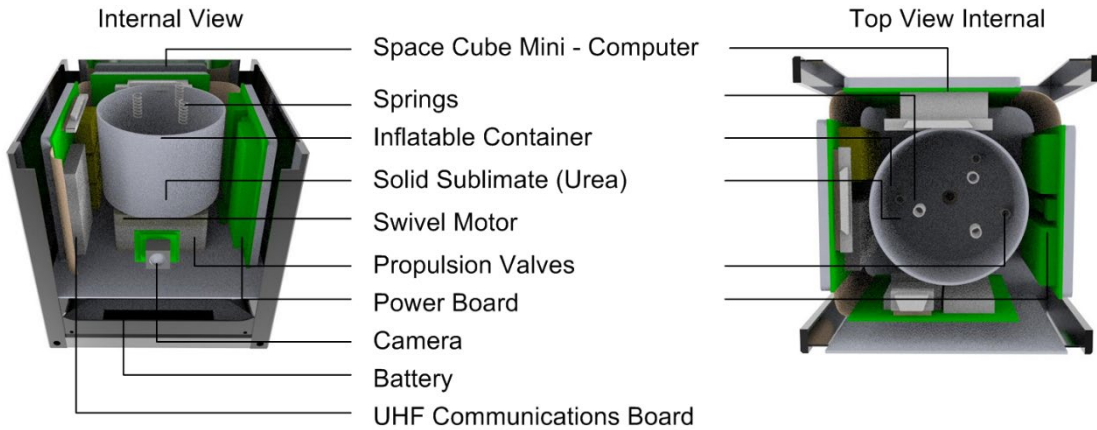 Internal View
Top View Internal
Space Cube Mini - Computer
Springs
Inflatable Container
Solid Sublimate (Urea)
Swivel Motor
Propulsion Valves
Power Board
Camera
Battery
UHF Communications Board